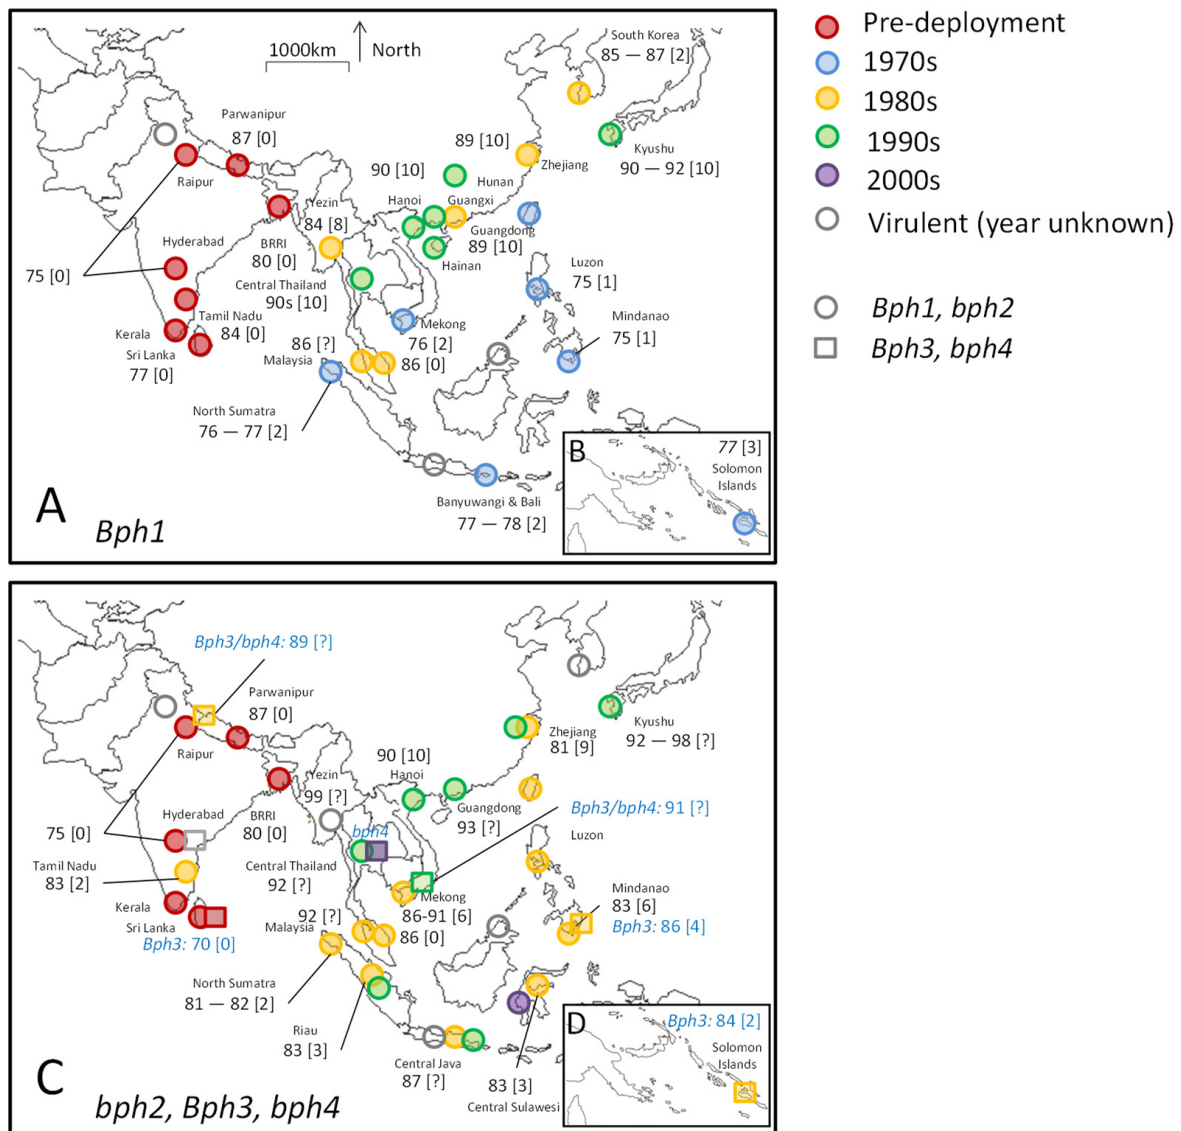 South Korea
85 — 87 [2]
1000km
North
Parwanipur
87 [0]
89 [10]
Zhejiang
Kyushu
90 — 92 [10]
90 [10]
Hunan
Raipur
Hanoi
Guangxi
Yezin
84 [8]
Guangdong
89 [10]
Hainan
Hyderabad
BRRI
80 [0]
75 [0]
Central Thailand
90s [10]
Luzon
75 [1]
Tamil Nadu
84 [0]
Kerala
Sri Lanka
77 [0]
Mekong
76 [2]
Mindanao
75 [1]
86 [?]
Malaysia
86 [0]
North Sumatra
76 — 77 [2]
Banyuwangi & Bali
77 — 78 [2]
A
Bph1
B
77 [3]
Solomon
Islands
Pre-deployment
1970s
1980s
1990s
2000s
Virulent (year unknown)
Bph1, bph2
Bph3, bph4
Bph3/bph4: 89 [?]
Parwanipur
87 [0]
Raipur
Zhejiang
81 [9]
Kyushu
92 — 98 [?]
90 [10]
Hanoi
Yezin
99 [?]
Guangdong
93 [?]
Bph3/bph4: 91 [?]
Hyderabad
BRRI
80 [0]
75 [0]
bph4
Luzon
Tamil Nadu
83 [2]
Central Thailand
92 [?]
Mekong
86-91 [6]
Mindanao
83 [6]
Bph3: 86 [4]
Kerala
Sri Lanka
Bph3: 70 [0]
92 [?]
Malaysia
86 [0]
North Sumatra
81 — 82 [2]
Riau
83 [3]
Central Java
87 [?]
83 [3]
Central Sulawesi
C
bph2, Bph3, bph4
D
Bph3: 84 [2]
Solomon
Islands